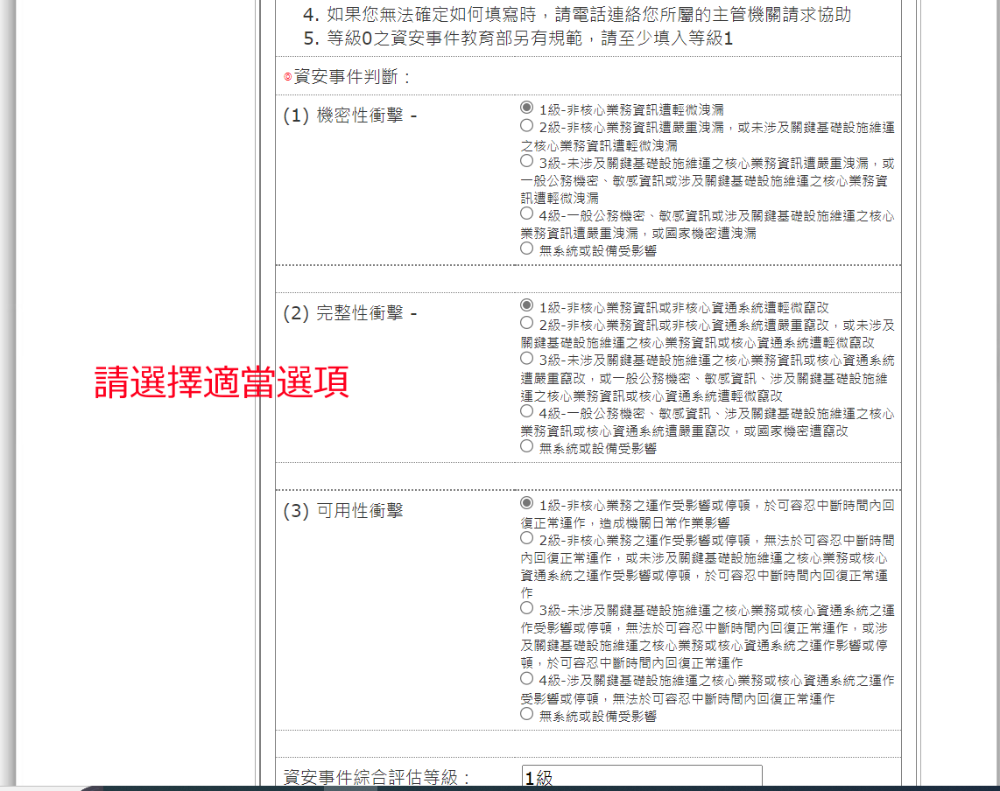 4. 如果您無法確定如何填寫時，請電話連絡您所屬的主管機關請求協助
5. 等級0之資安事件教育部另有規範，請至少填入等級1
◎資安事件判斷：
(1) 機密性衝擊 -
1級-非核心業務資訊遭輕微洩漏
2級-非核心業務資訊遭嚴重洩漏，或未涉及關鍵基礎設施維運
之核心業務資訊遭輕微洩漏
3級-未涉及關鍵基礎設施維運之核心業務資訊遭嚴重洩漏，或
一般公務機密、敏感資訊或涉及關鍵基礎設施維運之核心業務資
訊遭輕微洩漏
4級-一般公務機密、敏感資訊或涉及關鍵基礎設施維運之核心
業務資訊遭嚴重洩漏，或國家機密遭洩漏
無系統或設備受影響
(2) 完整性衝擊 -
1級-非核心業務資訊或非核心資通系統遭輕微竄改
2級-非核心業務資訊或非核心資通系統遭嚴重竄改，或未涉及
關鍵基礎設施維運之核心業務資訊或核心資通系統遭輕微竄改
3級-未涉及關鍵基礎設施維運之核心業務資訊或核心資通系統
遭嚴重竄改，或一般公務機密、敏感資訊、涉及關鍵基礎設施維
運之核心業務資訊或核心資通系統遭輕微竄改
4級-一般公務機密、敏感資訊、涉及關鍵基礎設施維運之核心
業務資訊或核心資通系統遭嚴重竄改，或國家機密遭竄改
無系統或設備受影響
請選擇適當選項
(3) 可用性衝擊
1級-非核心業務之運作受影響或停頓，於可容忍中斷時間內回
復正常運作，造成機關日常作業影響
2級-非核心業務之運作受影響或停頓，無法於可容忍中斷時間
內回復正常運作，或未涉及關鍵基礎設施維運之核心業務或核心
資通系統之運作受影響或停頓，於可容忍中斷時間內回復正常運
作
3級-未涉及關鍵基礎設施維運之核心業務或核心資通系統之運
作受影響或停頓，無法於可容忍中斷時間內回復正常運作，或涉
及關鍵基礎設施維運之核心業務或核心資通系統之運作影響或停
頓，於可容忍中斷時間內回復正常運作
4級-涉及關鍵基礎設施維運之核心業務或核心資通系統之運作
受影響或停頓，無法於可容忍中斷時間內回復正常運作
無系統或設備受影響
資安事件綜合評估等級：
1級